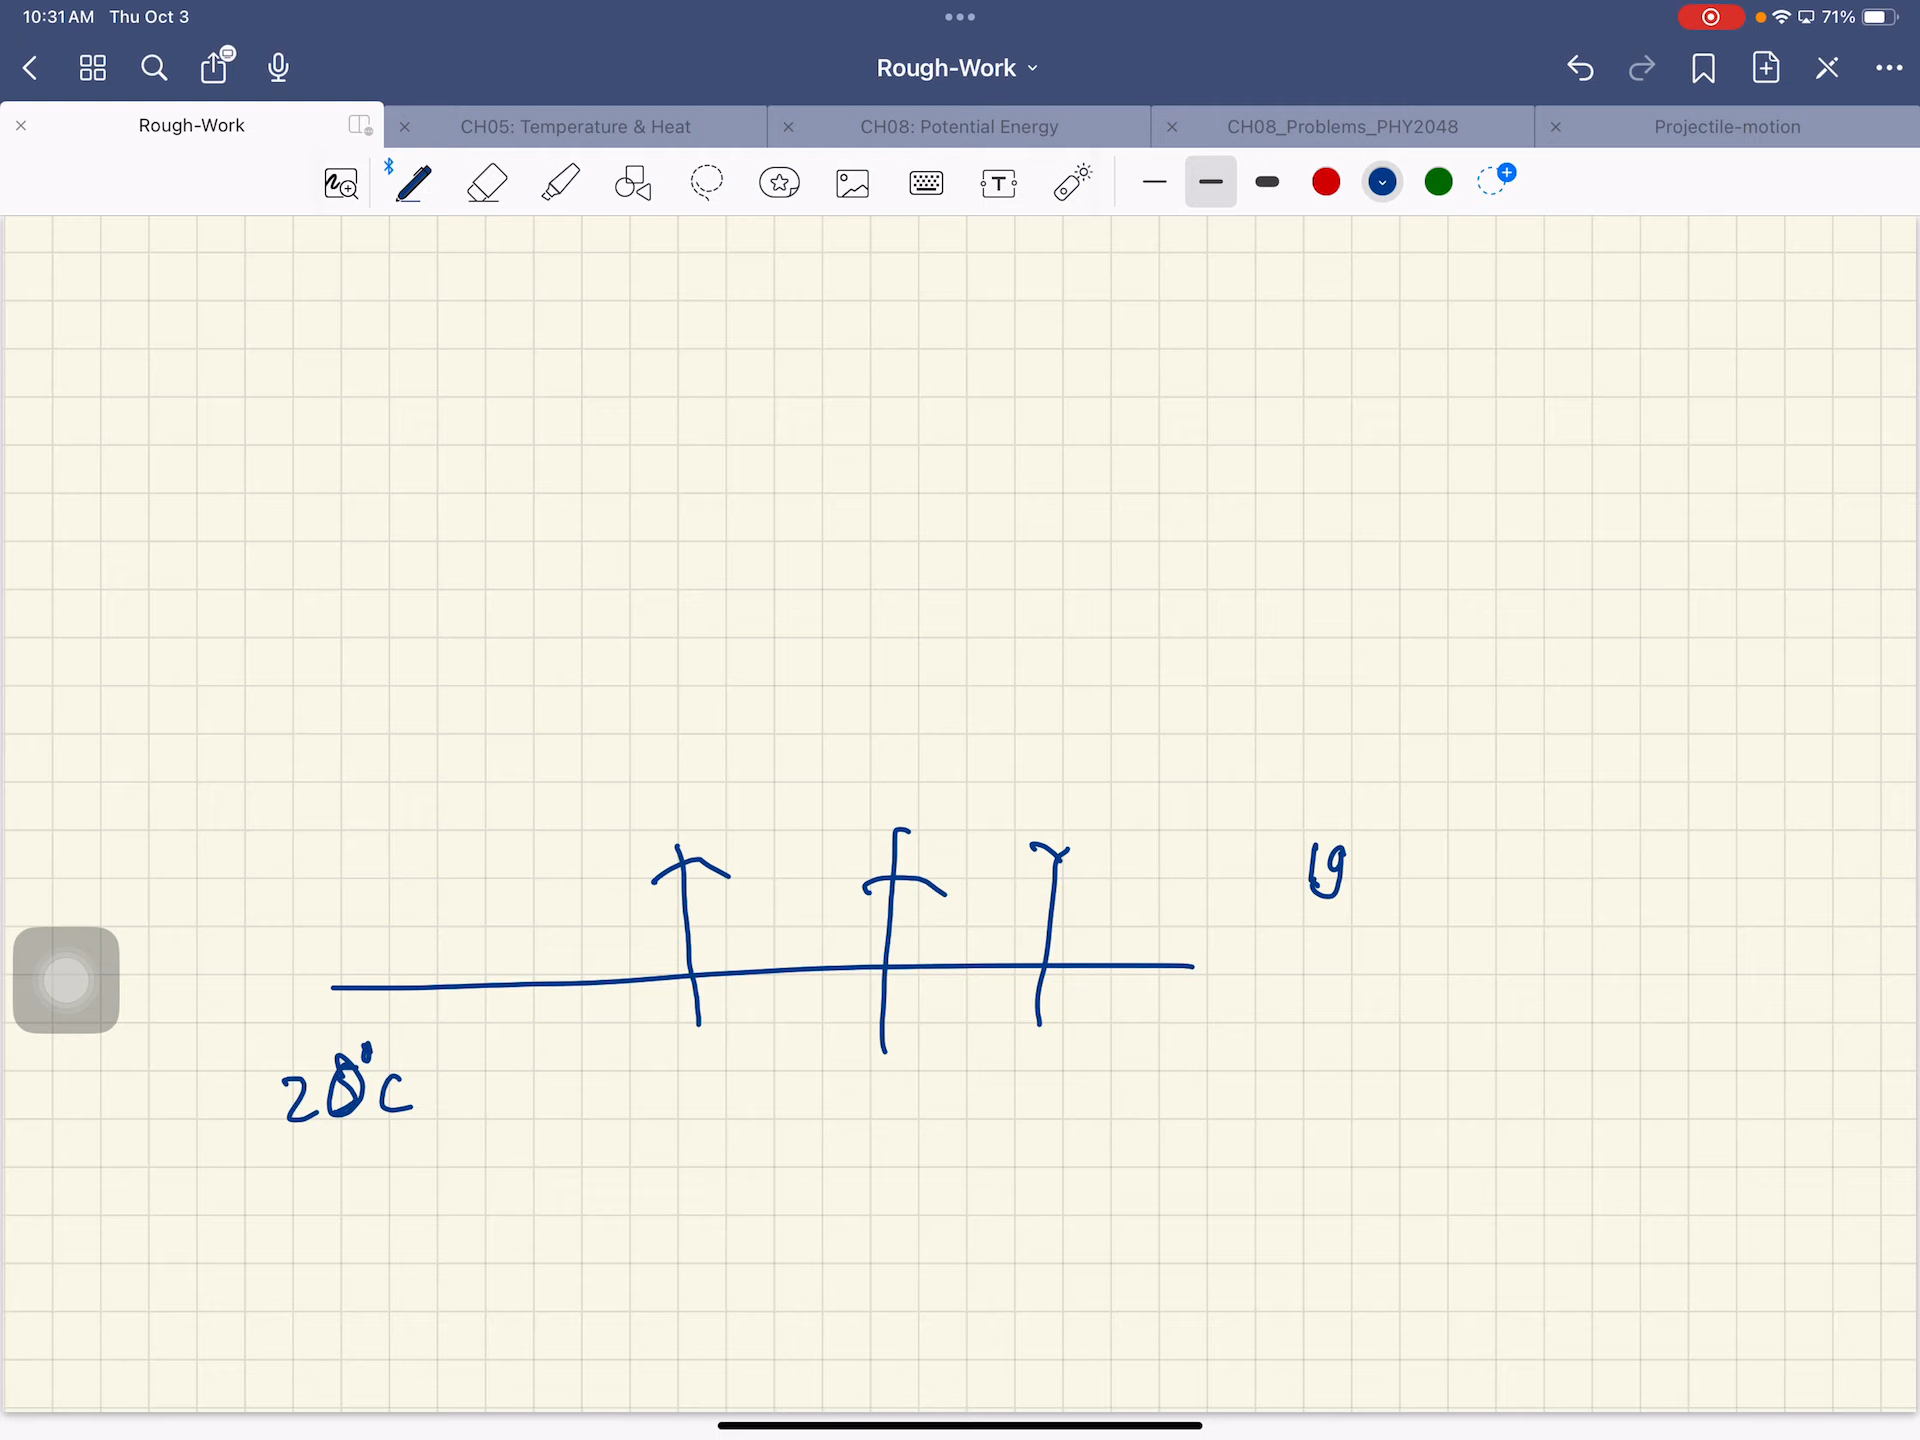 10:31 AM Thu Oct 3
71%
Rough-Work
Rough-Work
CH05: Temperature & Heat
CH08: Potential Energy
CH08_Problems_PHY2048
Projectile-motion
T
20°C